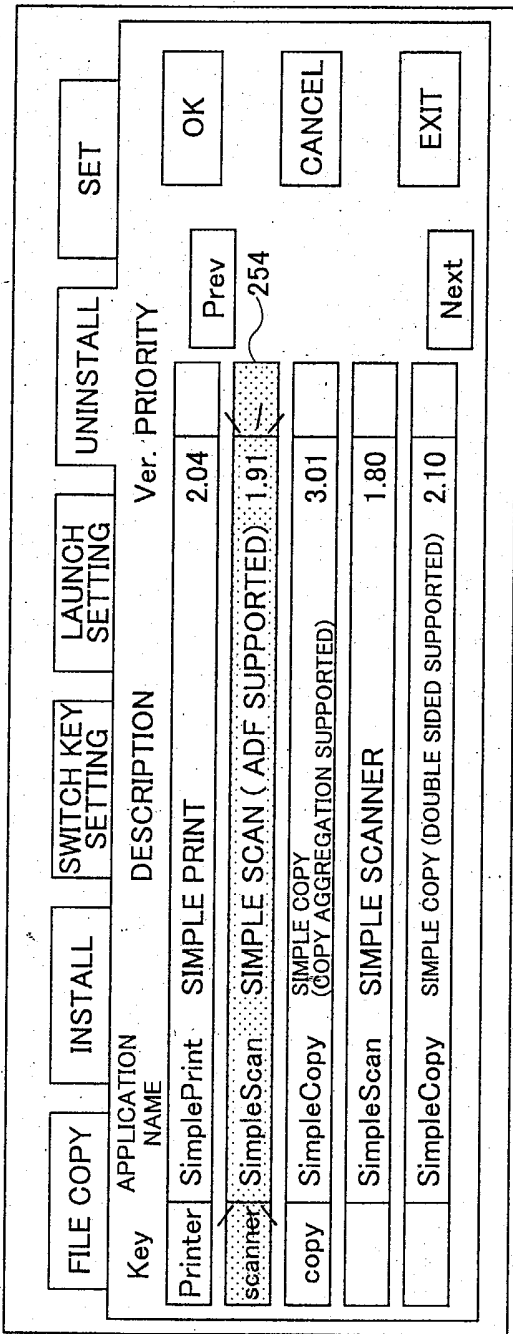 FILE COPY
INSTALL
SWITCH KEY
SETTING
LAUNCH
SETTING
UNINSTALL
SET
Key
APPLICATION
NAME
DESCRIPTION
Ver.
PRIORITY
Printer SimplePrint SIMPLE PRINT 2.04
scanner SimpleScan SIMPLE SCAN ( ADF SUPPORTED) 1.91
copy SimpleCopy SIMPLE COPY
(COPY AGGREGATION SUPPORTED) 3.01
SimpleScan SIMPLE SCANNER 1.80
SimpleCopy SIMPLE COPY (DOUBLE SIDED SUPPORTED) 2.10
Prev
254
Next
OK
CANCEL
EXIT